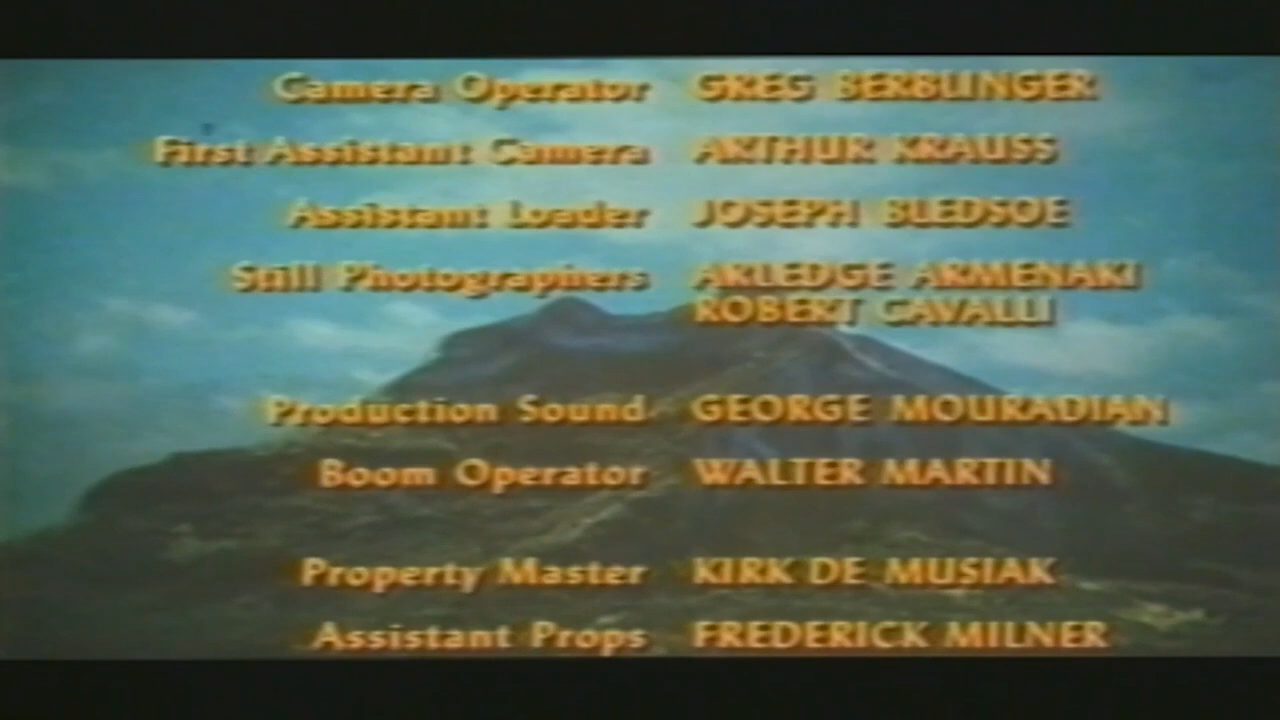 Camera Operator GREG BERBLINGER
First Assistant Camera ARTHUR KRAUSS
Assistant Loader JOSEPH BLEDSOE
Still Photographers ARLEDGE ARMENAKI
ROBERT CAVALLI
Production Sound GEORGE MOURADIAN
Boom Operator WALTER MARTIN
Property Master KIRK DE MUSIAK
Assistant Props FREDERICK MILNER